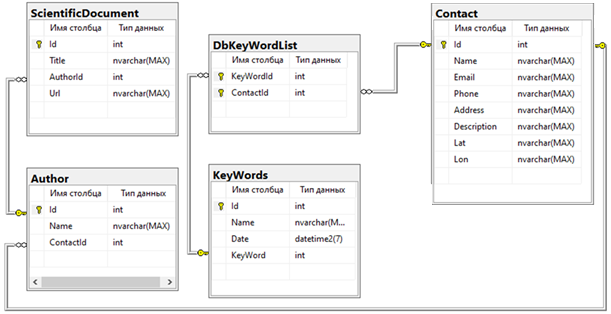 ScientificDocument
Имя столбца Тип данных
Id int
Title nvarchar(MAX)
AuthorId int
Url nvarchar(MAX)
DbKeyWordList
Имя столбца Тип данных
KeyWordId int
ContactId int
Contact
Имя столбца Тип данных
Id int
Name nvarchar(MAX)
Email nvarchar(MAX)
Phone nvarchar(MAX)
Address nvarchar(MAX)
Description nvarchar(MAX)
Lat nvarchar(MAX)
Lon nvarchar(MAX)
Author
Имя столбца Тип данных
Id int
Name nvarchar(MAX)
ContactId int
KeyWords
Имя столбца Тип данных
Id int
Name nvarchar(M...
Date datetime2(7)
KeyWord int